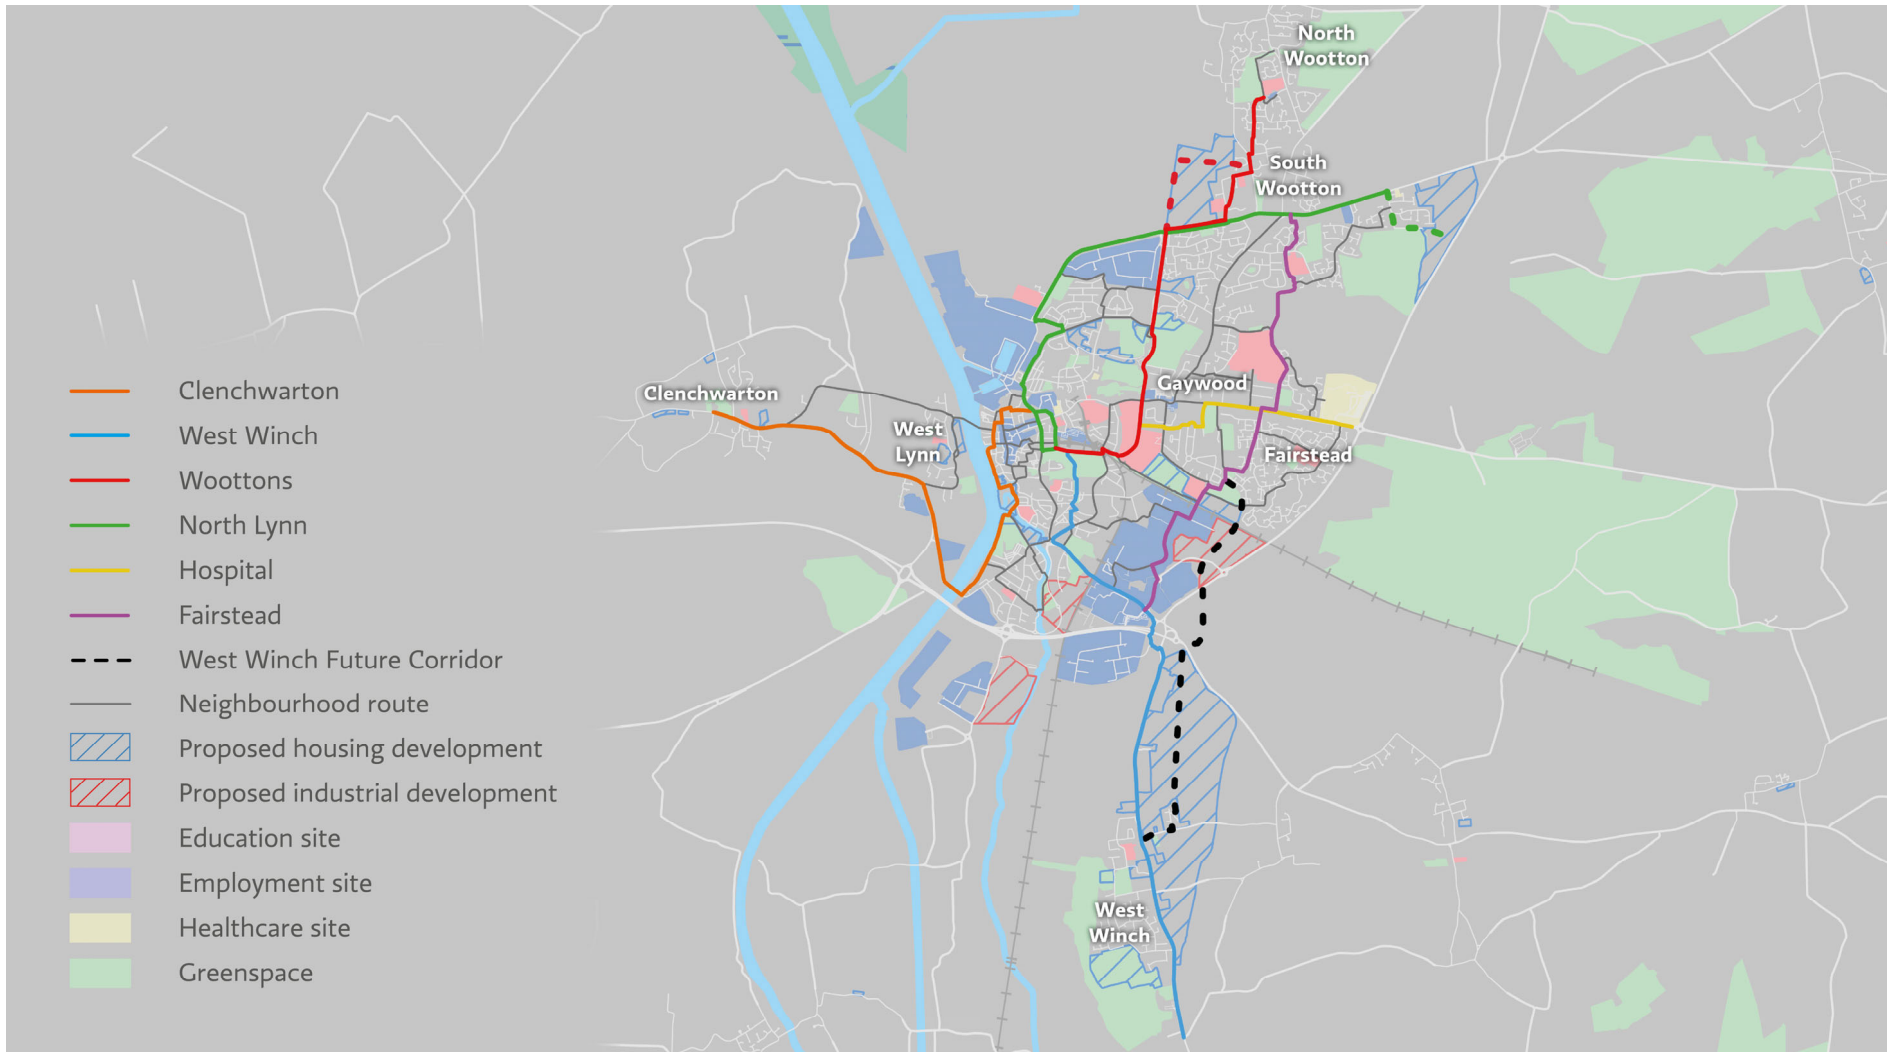 North
Wootton
South
Wootton
Clenchwarton
West
Lynn
Gaywood
Fairstead
West
Winch
Clenchwarton
West Winch
Woottons
North Lynn
Hospital
Fairstead
West Winch Future Corridor
Neighbourhood route
Proposed housing development
Proposed industrial development
Education site
Employment site
Healthcare site
Greenspace